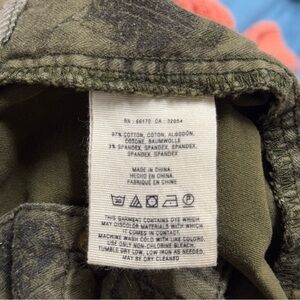 RN : 66170 CA : 32054
97% COTTON, COTON, ALGODÓN,
COTONE, BAUMWOLLE
3% SPANDEX, SPANDEX, SPANDEX,
SPANDEX, SPANDEX
MADE IN CHINA
HECHO EN CHINA
FABRIQUÉ EN CHINE
THIS GARMENT CONTAINS DYE WHICH
MAY DISCOLOR MATERIALS WITH WHICH
IT COMES IN CONTACT.
MACHINE WASH COLD WITH LIKE COLORS.
USE ONLY NON-CHLORINE BLEACH.
TUMBLE DRY LOW, LOW IRON AS NEEDED.
MAY BE DRY CLEANED